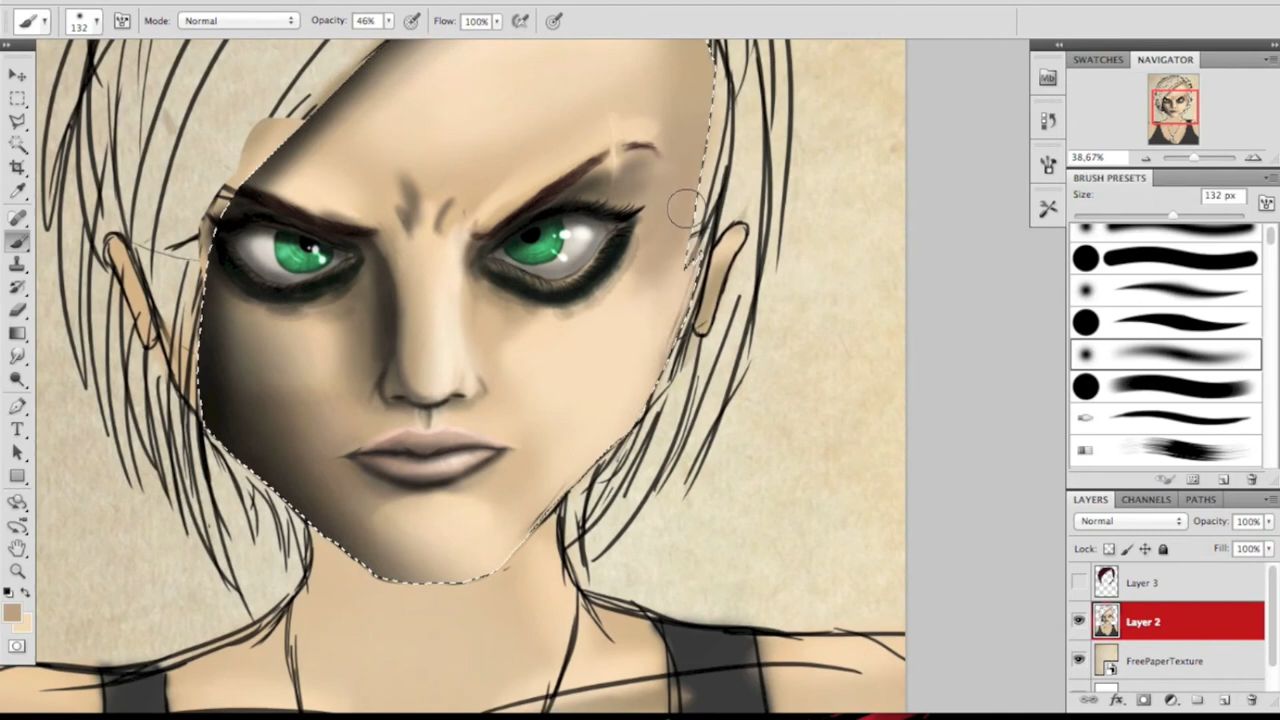 132 Mode: Normal Opacity: 46% Flow: 100%
SWATCHES NAVIGATOR
38,67%
BRUSH PRESETS
Size: 132 px
LAYERS CHANNELS PATHS
Normal Opacity: 100%
Lock: Fill: 100%
Layer 3
Layer 2
FreePaperTexture